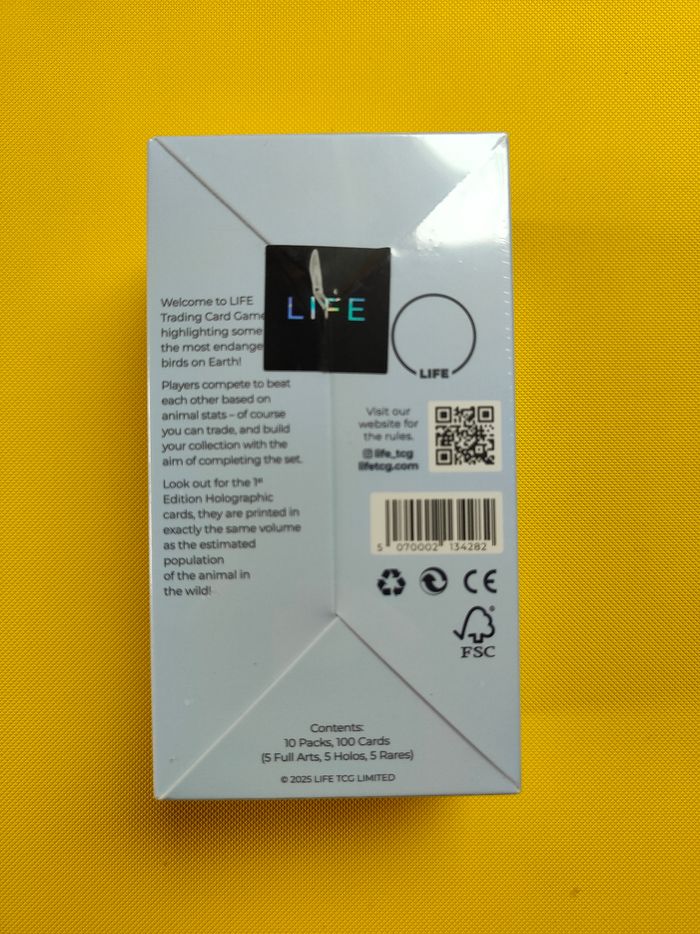 LIFE
Welcome to LIFE
Trading Card Game
highlighting some
the most endange
birds on Earth!
Players compete to beat
each other based on
animal stats – of course
you can trade, and build
your collection with the
aim of completing the set.
Look out for the 1st
Edition Holographic
cards, they are printed in
exactly the same volume
as the estimated
population
of the animal in
the wild!
LIFE
Visit our
website for
the rules.
life_tcg
lifetcg.com
5 070002 134282
CE
FSC
Contents:
10 Packs, 100 Cards
(5 Full Arts, 5 Holos, 5 Rares)
© 2025 LIFE TCG LIMITED